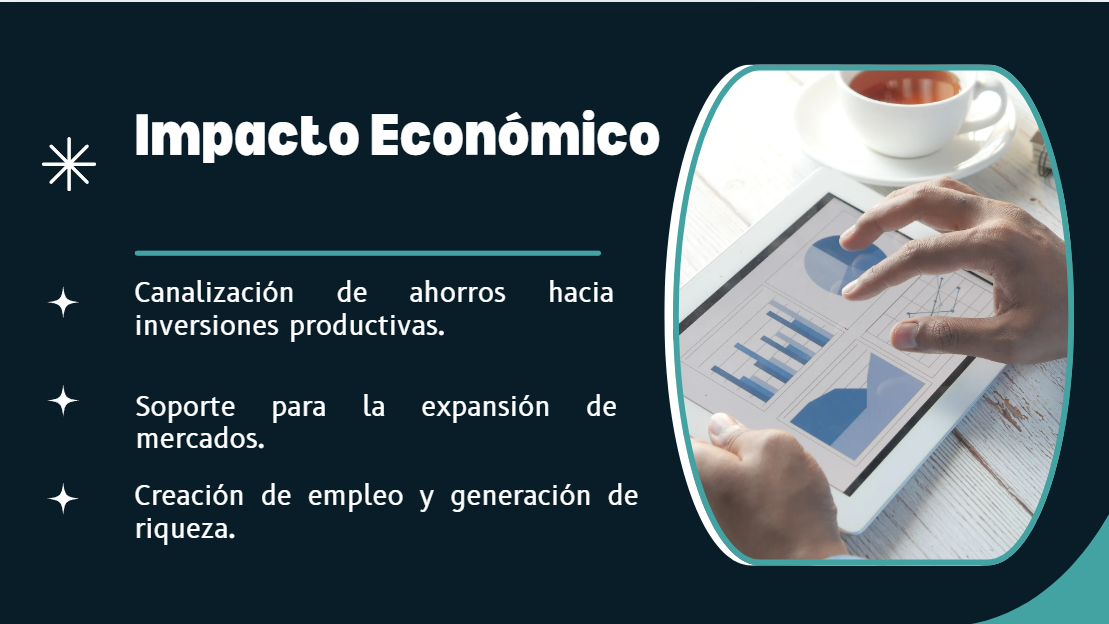 Impacto Económico
Canalización de ahorros hacia
inversiones productivas.
Soporte para la expansión de
mercados.
Creación de empleo y generación de
riqueza.